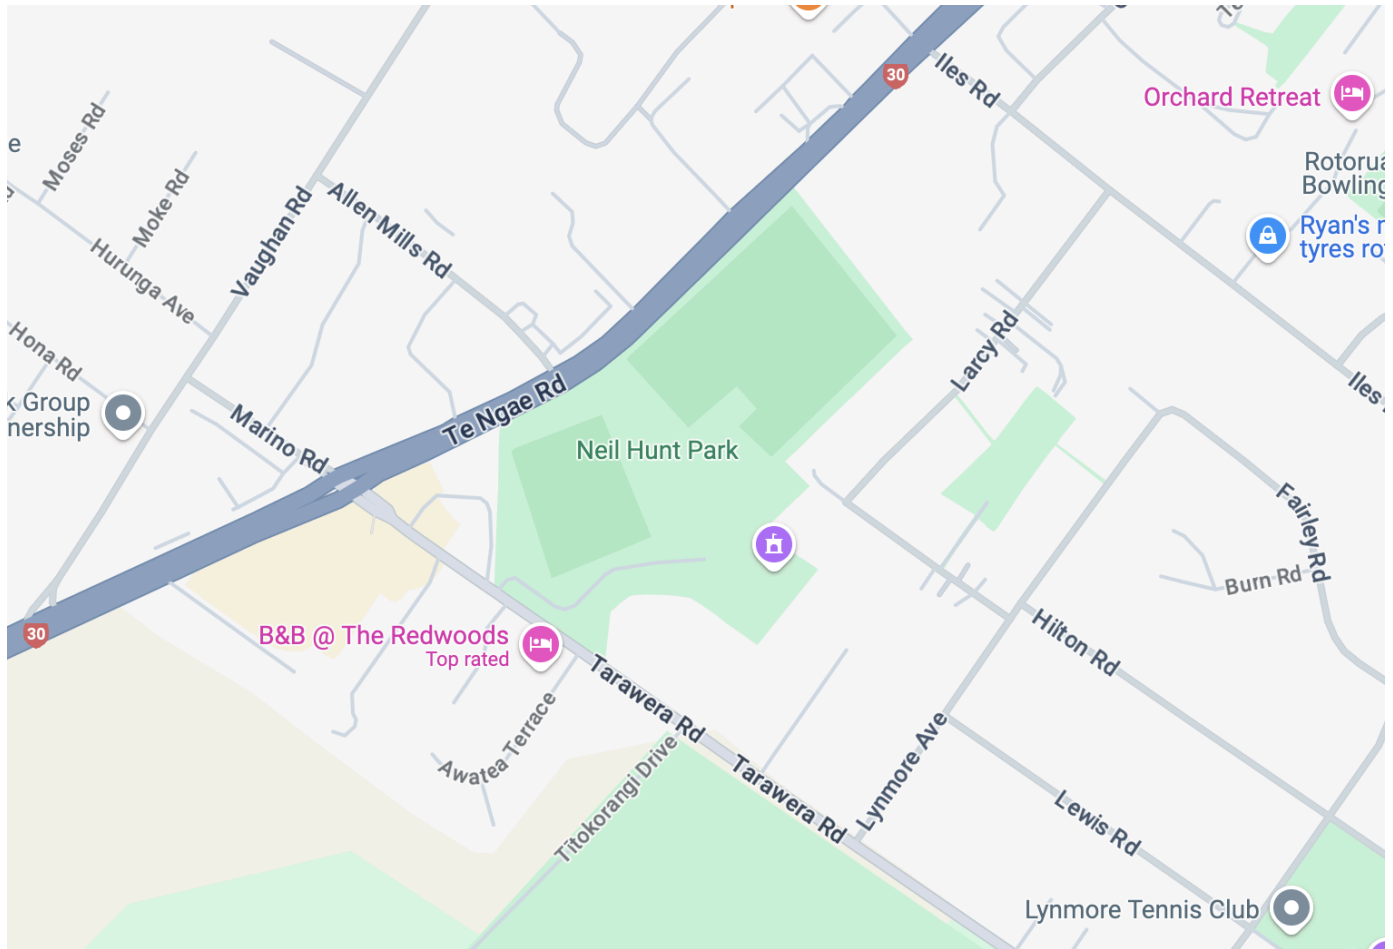 30
Iles Rd
Orchard Retreat
Rotorua
Bowling
Ryan's
tyres
e
Moses Rd
Moke Rd
Vaughan Rd
Allen Mills Rd
Hurunga Ave
Hona Rd
k Group
nership
Larcy Rd
Iles
Marino Rd
Te Ngae Rd
Neil Hunt Park
Fairley Rd
Burn Rd
30
B&B @ The Redwoods
Top rated
Hilton Rd
Tarawera Rd
Awatea Terrace
Titokorangi Drive
Tarawera Rd
Lynmore Ave
Lewis Rd
Lynmore Tennis Club